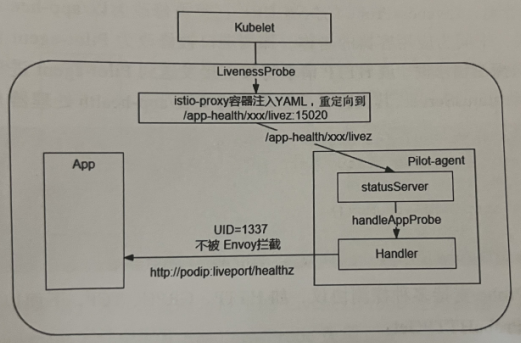 Kubelet
LivenessProbe
istio-proxy容器注入YAML，重定向到
/app-health/xxx/livez:15020
/app-health/xxx/livez
App
Pilot-agent
statusServer
handleAppProbe
UID=1337
不被 Envoy拦截
Handler
http://podip:liveport/healthz